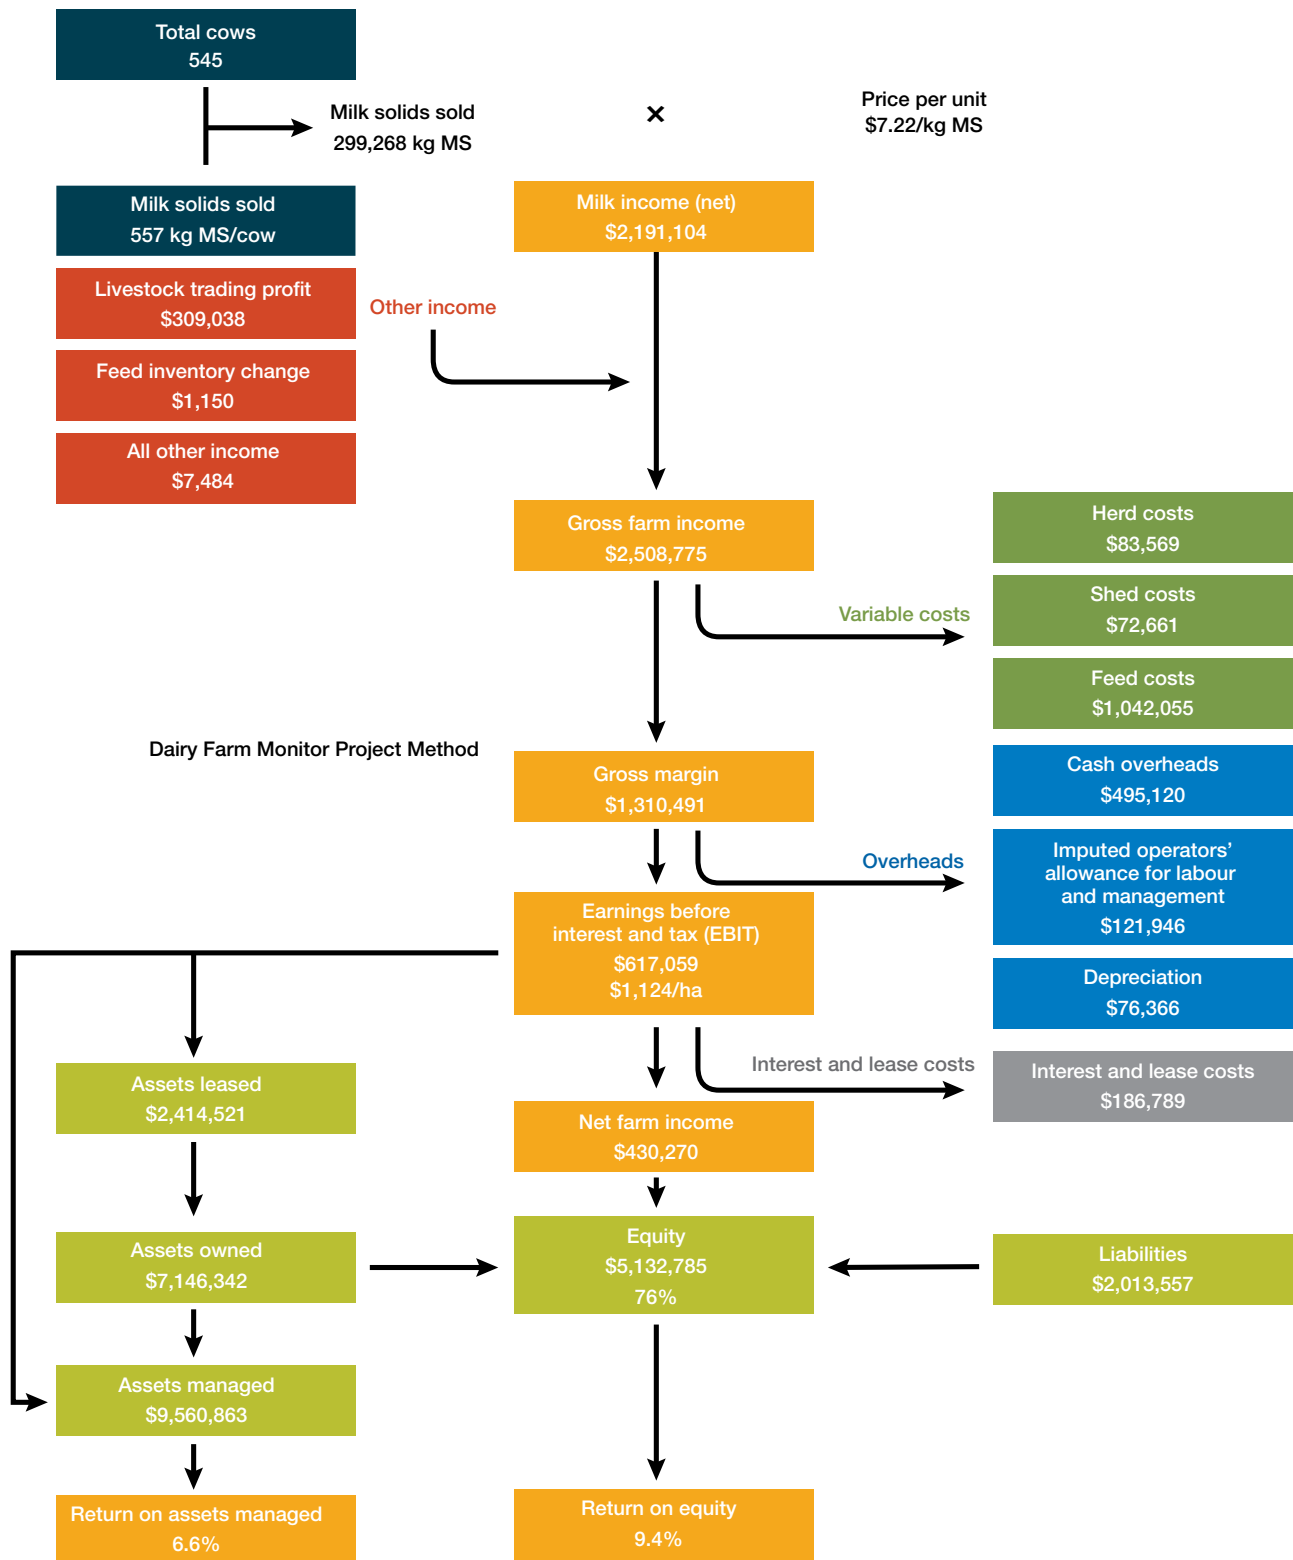 Total cows
545
Milk solids sold
299,268 kg MS
×
Price per unit
$7.22/kg MS
Milk solids sold
557 kg MS/cow
Milk income (net)
$2,191,104
Livestock trading profit
$309,038
Other income
Feed inventory change
$1,150
All other income
$7,484
Gross farm income
$2,508,775
Herd costs
$83,569
Variable costs
Shed costs
$72,661
Feed costs
$1,042,055
Dairy Farm Monitor Project Method
Gross margin
$1,310,491
Cash overheads
$495,120
Overheads
Imputed operators’
allowance for labour
and management
$121,946
Earnings before
interest and tax (EBIT)
$617,059
$1,124/ha
Depreciation
$76,366
Interest and lease costs
Interest and lease costs
$186,789
Assets leased
$2,414,521
Net farm income
$430,270
Assets owned
$7,146,342
Equity
$5,132,785
76%
Liabilities
$2,013,557
Assets managed
$9,560,863
Return on assets managed
6.6%
Return on equity
9.4%